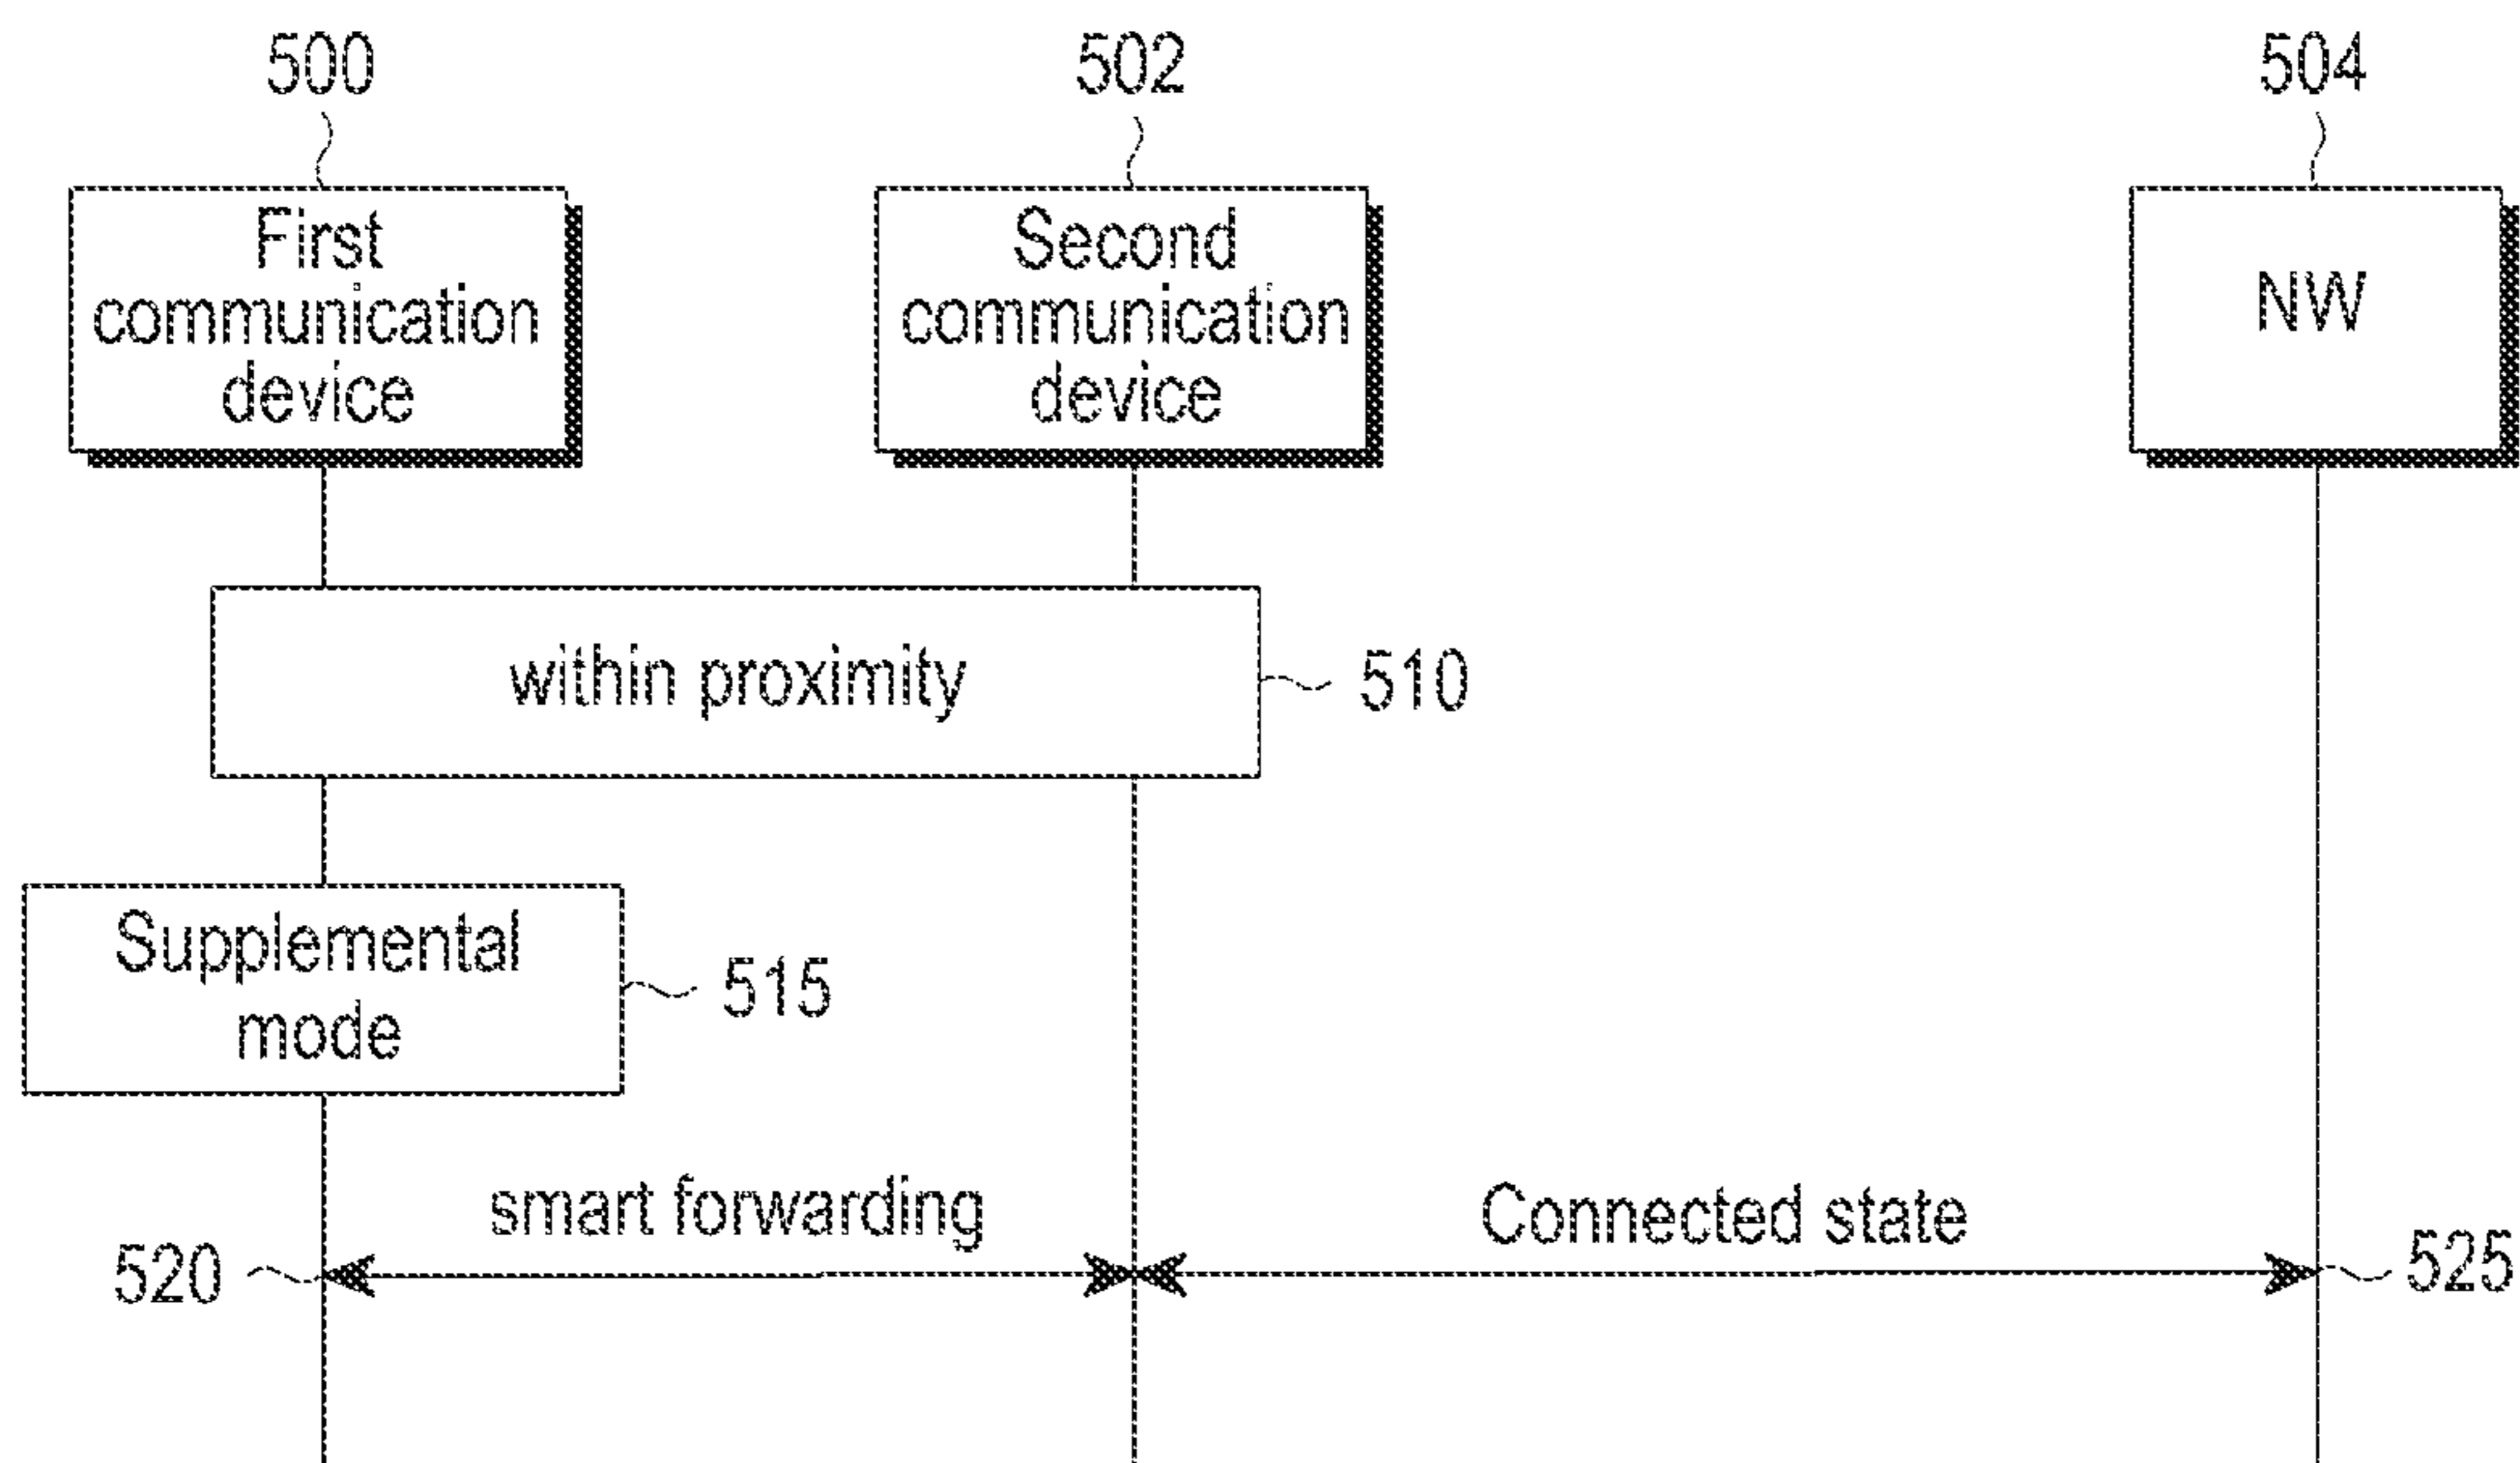 500
502
504
First
communication
device
Second
communication
device
NW
within proximity
510
Supplemental
mode
515
smart forwarding
Connected state
520
525